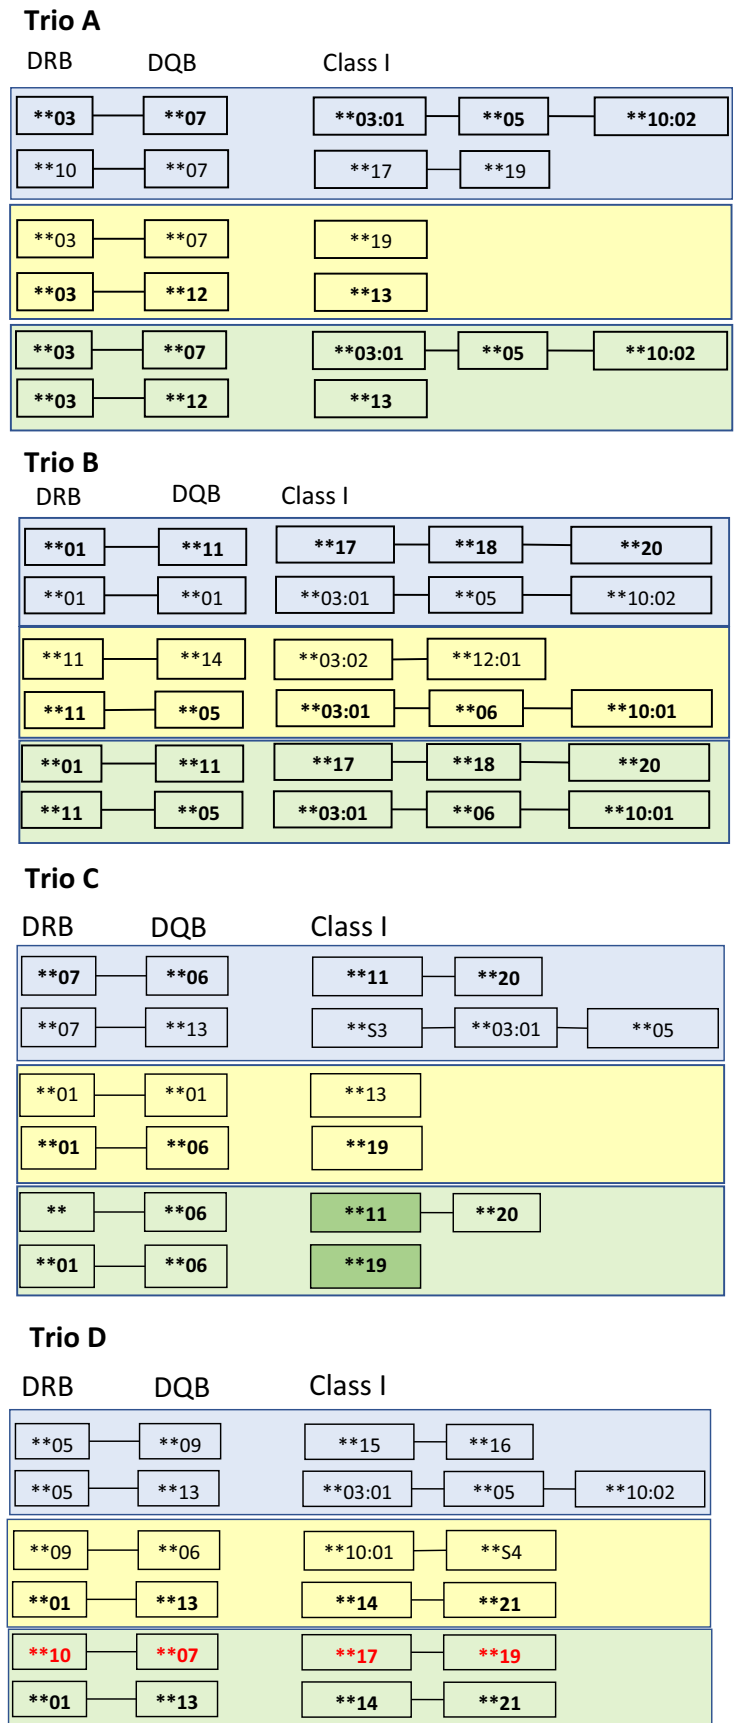 Trio A
DRB DQB Class I
**03 **07 **03:01 **05 **10:02
**10 **07 **17 **19
**03 **07 **19
**03 **12 **13
**03 **07 **03:01 **05 **10:02
**03 **12 **13
Trio B
DRB DQB Class I
**01 **11 **17 **18 **20
**01 **01 **03:01 **05 **10:02
**11 **14 **03:02 **12:01
**11 **05 **03:01 **06 **10:01
**01 **11 **17 **18 **20
**11 **05 **03:01 **06 **10:01
Trio C
DRB DQB Class I
**07 **06 **11 **20
**07 **13 **S3 **03:01 **05
**01 **01 **13
**01 **06 **19
** **06 **11 **20
**01 **06 **19
Trio D
DRB DQB Class I
**05 **09 **15 **16
**05 **13 **03:01 **05 **10:02
**09 **06 **10:01 **S4
**01 **13 **14 **21
**10 **07 **17 **19
**01 **13 **14 **21